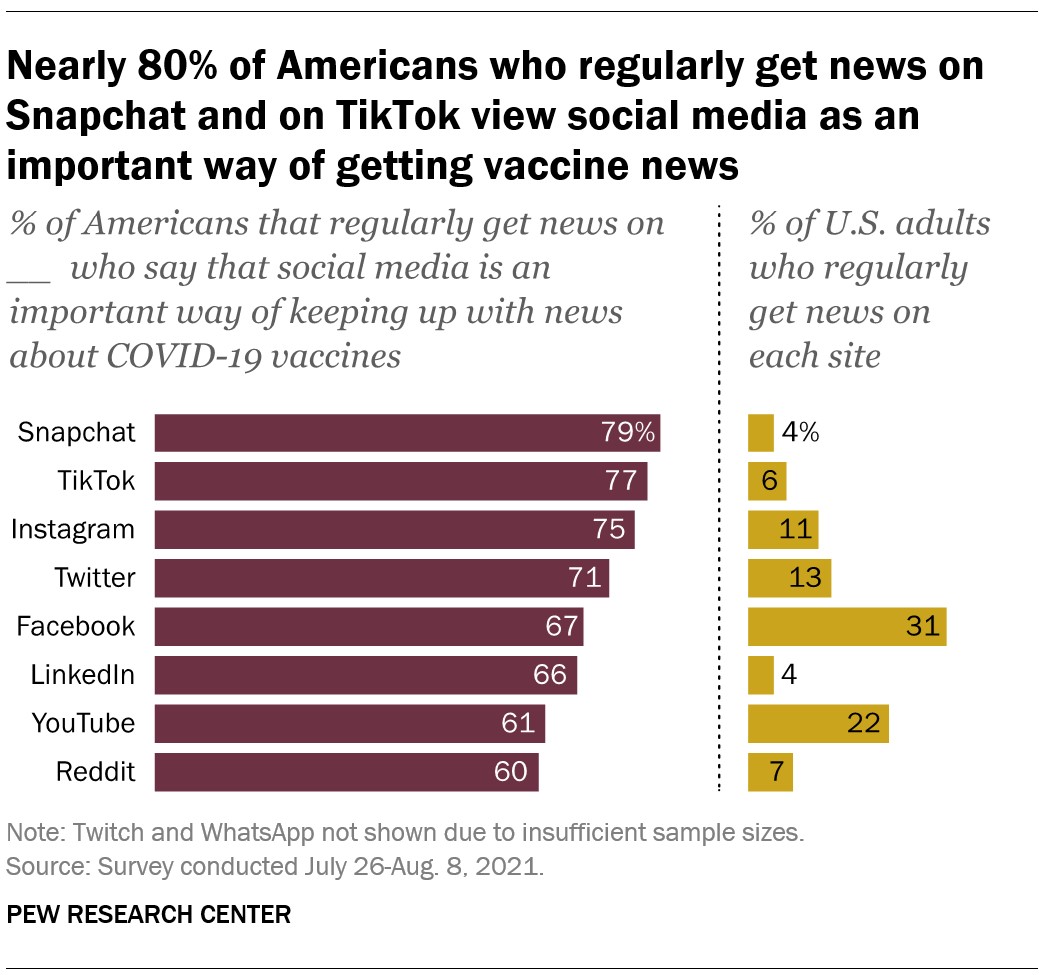 Nearly 80% of Americans who regularly get news on
Snapchat and on TikTok view social media as an
important way of getting vaccine news
% of Americans that regularly get news on
__ who say that social media is an
important way of keeping up with news
about COVID-19 vaccines
% of U.S. adults
who regularly
get news on
each site
Snapchat 79% 4%
TikTok 77 6
Instagram 75 11
Twitter 71 13
Facebook 67 31
LinkedIn 66 4
YouTube 61 22
Reddit 60 7
Note: Twitch and WhatsApp not shown due to insufficient sample sizes.
Source: Survey conducted July 26-Aug. 8, 2021.
PEW RESEARCH CENTER